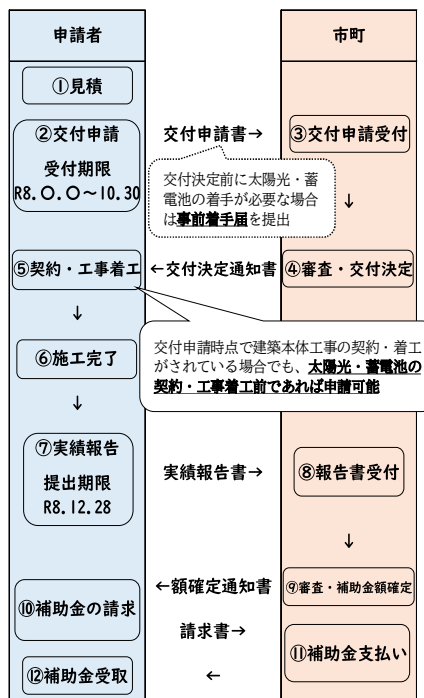 申請者
市町
①見積
②交付申請
受付期限
R8.〇.〇～10.30
交付申請書→
③交付申請受付
交付決定前に太陽光・蓄
電池の着手が必要な場合
は事前着手届を提出
↓
⑤契約・工事着工
←交付決定通知書
④審査・交付決定
↓
交付申請時点で建築本体工事の契約・着工
がされている場合でも、太陽光・蓄電池の
契約・工事着工前であれば申請可能
⑥施工完了
↓
⑦実績報告
提出期限
R8.12.28
実績報告書→
⑧報告書受付
↓
←額確定通知書
⑨審査・補助金額確定
⑩補助金の請求
請求書→
⑪補助金支払い
⑫補助金受取
←